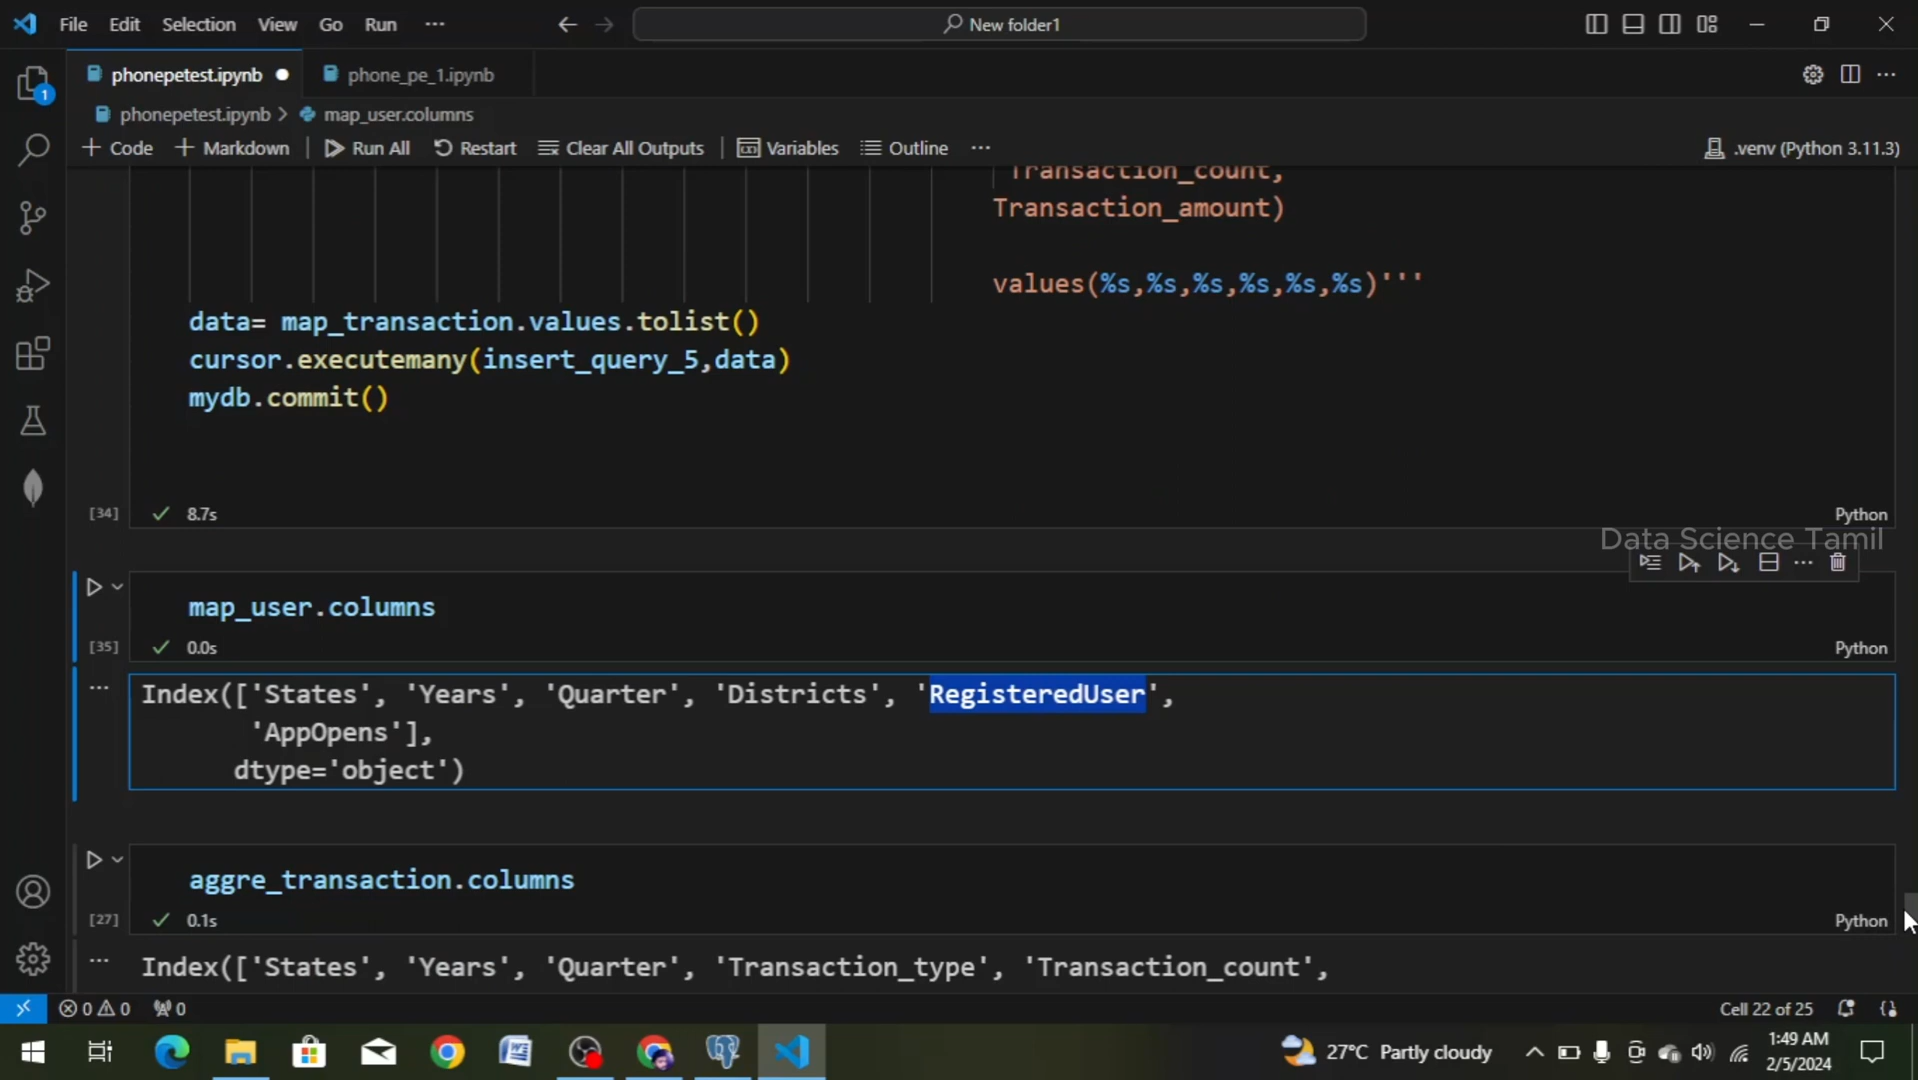 File Edit Selection View Go Run ··· New folder1
phonepetest.ipynb phone_pe_1.ipynb
phonepetest.ipynb > map_user.columns
+ Code + Markdown Run All Restart Clear All Outputs Variables Outline ··· .venv (Python 3.11.3)
Transaction_count,
Transaction_amount)
values(%s,%s,%s,%s,%s,%s)'''
data= map_transaction.values.tolist()
cursor.executemany(insert_query_5,data)
mydb.commit()
[34] 8.7s Python
Data Science Tamil
map_user.columns
[35] 0.0s Python
Index(['States', 'Years', 'Quarter', 'Districts', 'RegisteredUser',
'AppOpens'],
dtype='object')
aggre_transaction.columns
[27] 0.1s Python
Index(['States', 'Years', 'Quarter', 'Transaction_type', 'Transaction_count',
0 0 0 Cell 22 of 25
27°C Partly cloudy 1:49 AM
2/5/2024